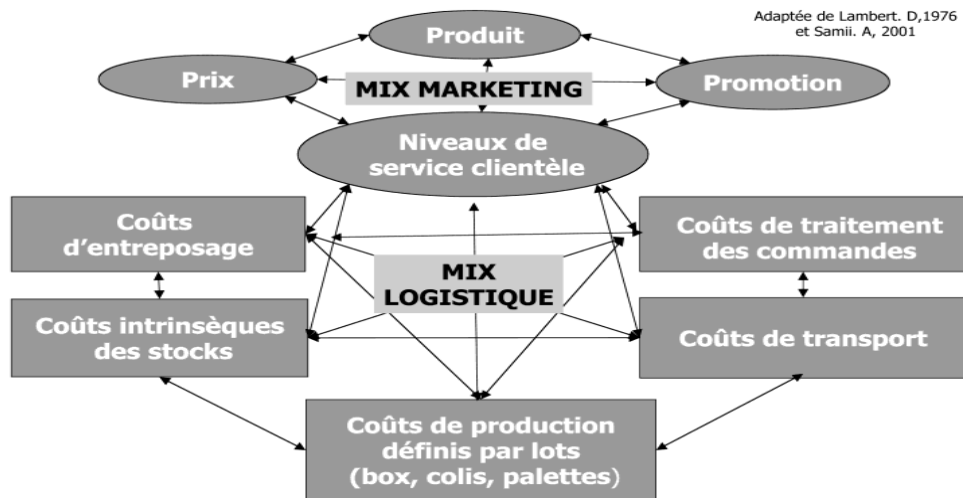 Adaptée de Lambert. D,1976
et Samii. A, 2001
Produit
Prix
MIX MARKETING
Promotion
Niveaux de
service clientèle
Coûts
d’entreposage
Coûts de traitement
des commandes
MIX
LOGISTIQUE
Coûts intrinsèques
des stocks
Coûts de transport
Coûts de production
définis par lots
(box, colis, palettes)